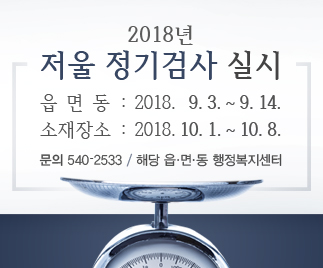 2018년
저울 정기검사 실시
읍 면 동 : 2018. 9. 3. ~ 9. 14.
소재장소 : 2018. 10. 1. ~ 10. 8.
문의 540-2533 / 해당 읍·면·동 행정복지센터